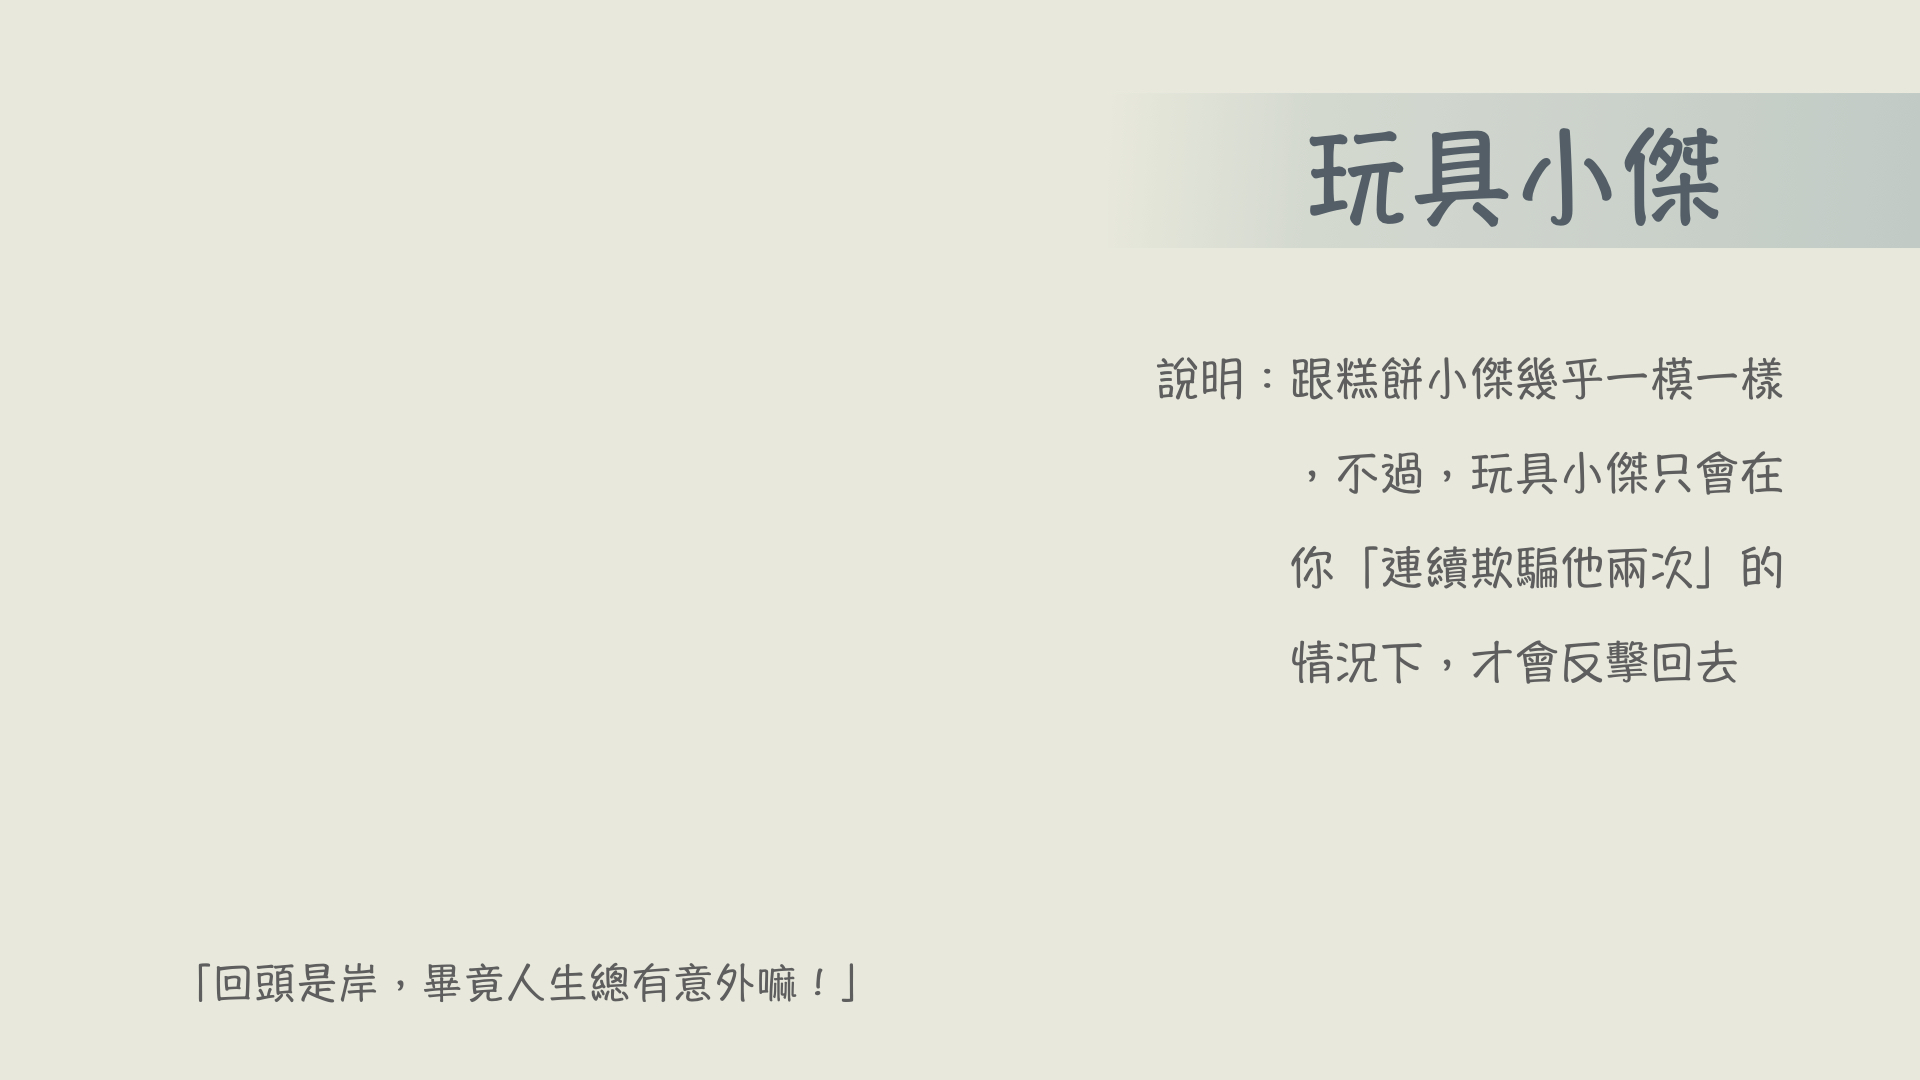 玩具小傑
說明：跟糕餅小傑幾乎一模一樣
，不過，玩具小傑只會在
你「連續欺騙他兩次」的
情況下，才會反擊回去
「回頭是岸，畢竟人生總有意外嘛！」